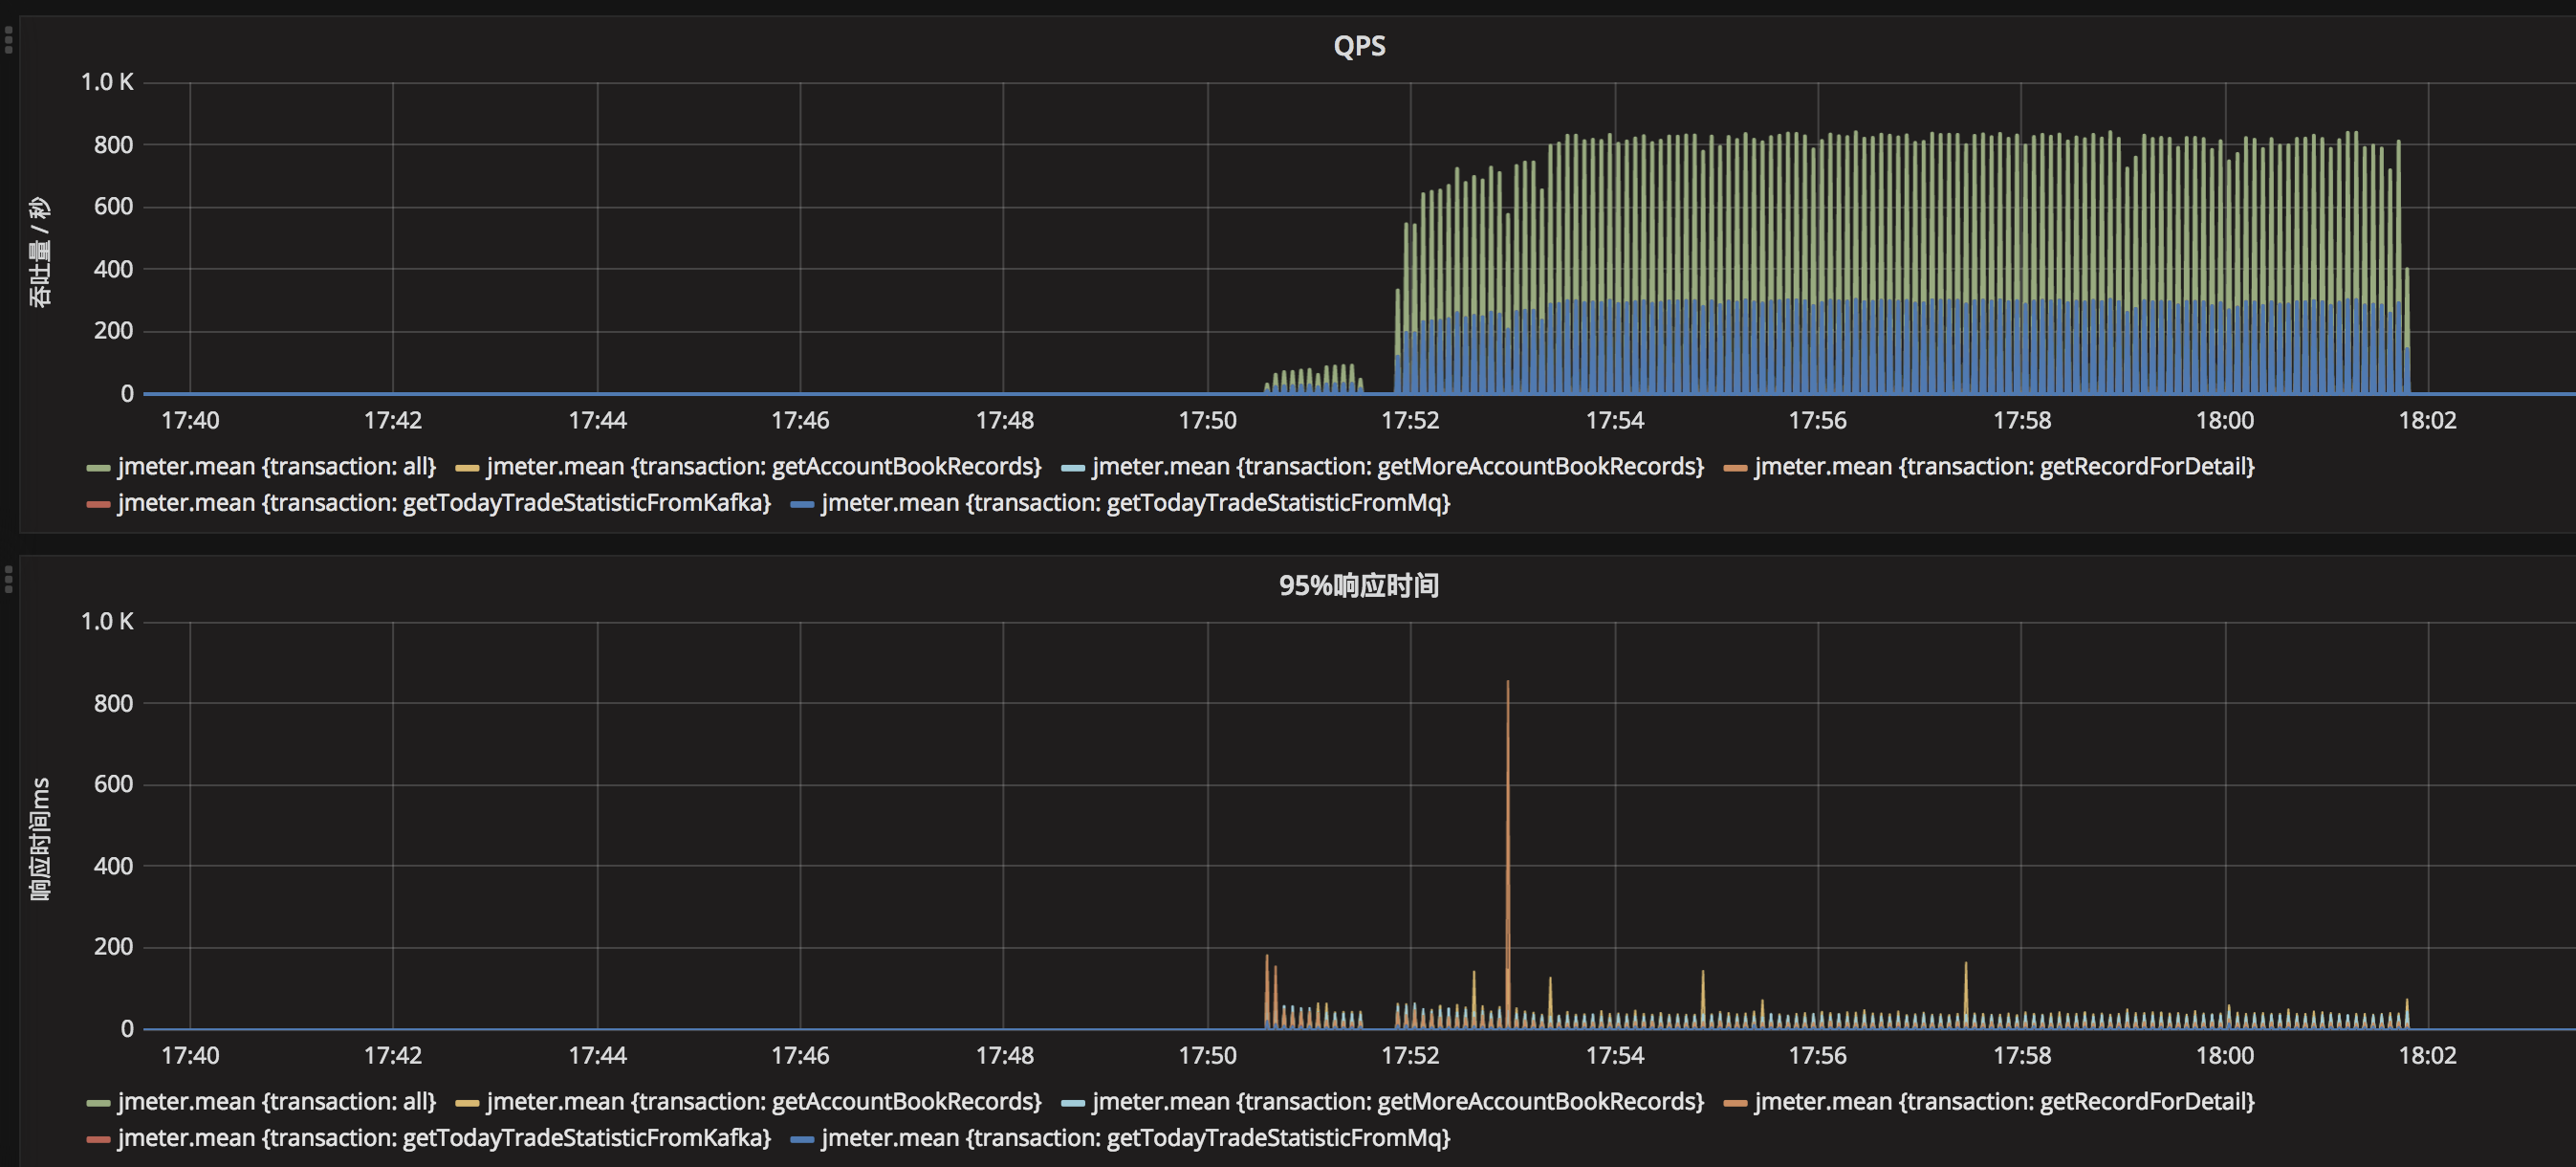 QPS
1.0 K
800
600
400
200
0
吞吐量 / 秒
17:40 17:42 17:44 17:46 17:48 17:50 17:52 17:54 17:56 17:58 18:00 18:02
jmeter.mean {transaction: all} jmeter.mean {transaction: getAccountBookRecords} jmeter.mean {transaction: getMoreAccountBookRecords} jmeter.mean {transaction: getRecordForDetail}
jmeter.mean {transaction: getTodayTradeStatisticFromKafka} jmeter.mean {transaction: getTodayTradeStatisticFromMq}
95%响应时间
1.0 K
800
600
400
200
0
响应时间ms
17:40 17:42 17:44 17:46 17:48 17:50 17:52 17:54 17:56 17:58 18:00 18:02
jmeter.mean {transaction: all} jmeter.mean {transaction: getAccountBookRecords} jmeter.mean {transaction: getMoreAccountBookRecords} jmeter.mean {transaction: getRecordForDetail}
jmeter.mean {transaction: getTodayTradeStatisticFromKafka} jmeter.mean {transaction: getTodayTradeStatisticFromMq}